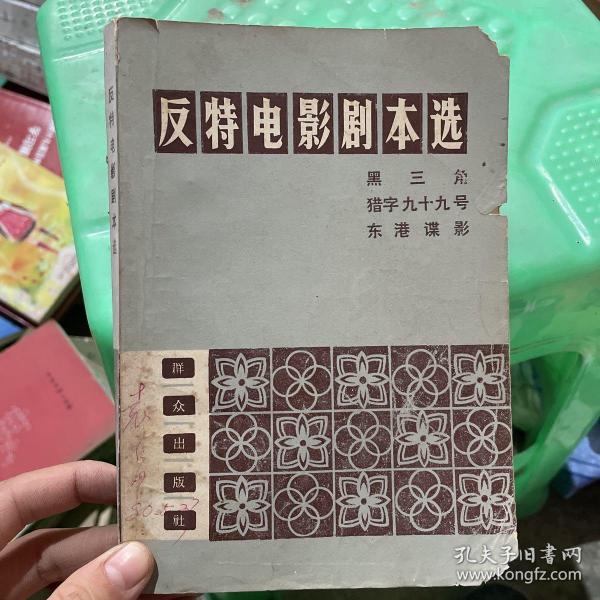 反特电影剧本选
黑三角
猎字九十九号
东港谍影
群众出版社
反特电影剧本选
孔夫子旧书网
www.kongfz.com